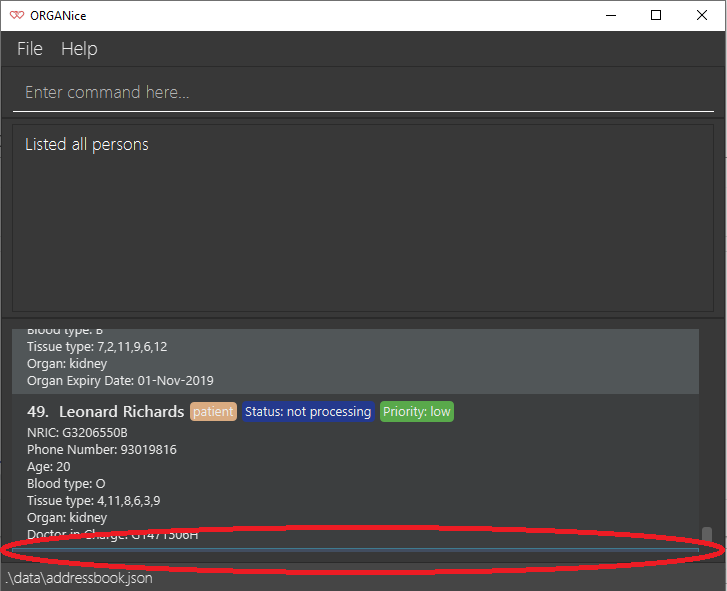 ORGANice
File Help
Enter command here...
Listed all persons
Blood type: B
Tissue type: 7,2,11,9,6,12
Organ: kidney
Organ Expiry Date: 01-Nov-2019
49. Leonard Richards patient Status: not processing Priority: low
NRIC: G3206550B
Phone Number: 93019816
Age: 20
Blood type: O
Tissue type: 4,11,8,6,3,9
Organ: kidney
Doctor in Charge: G1471306H
.\data\addressbook.json